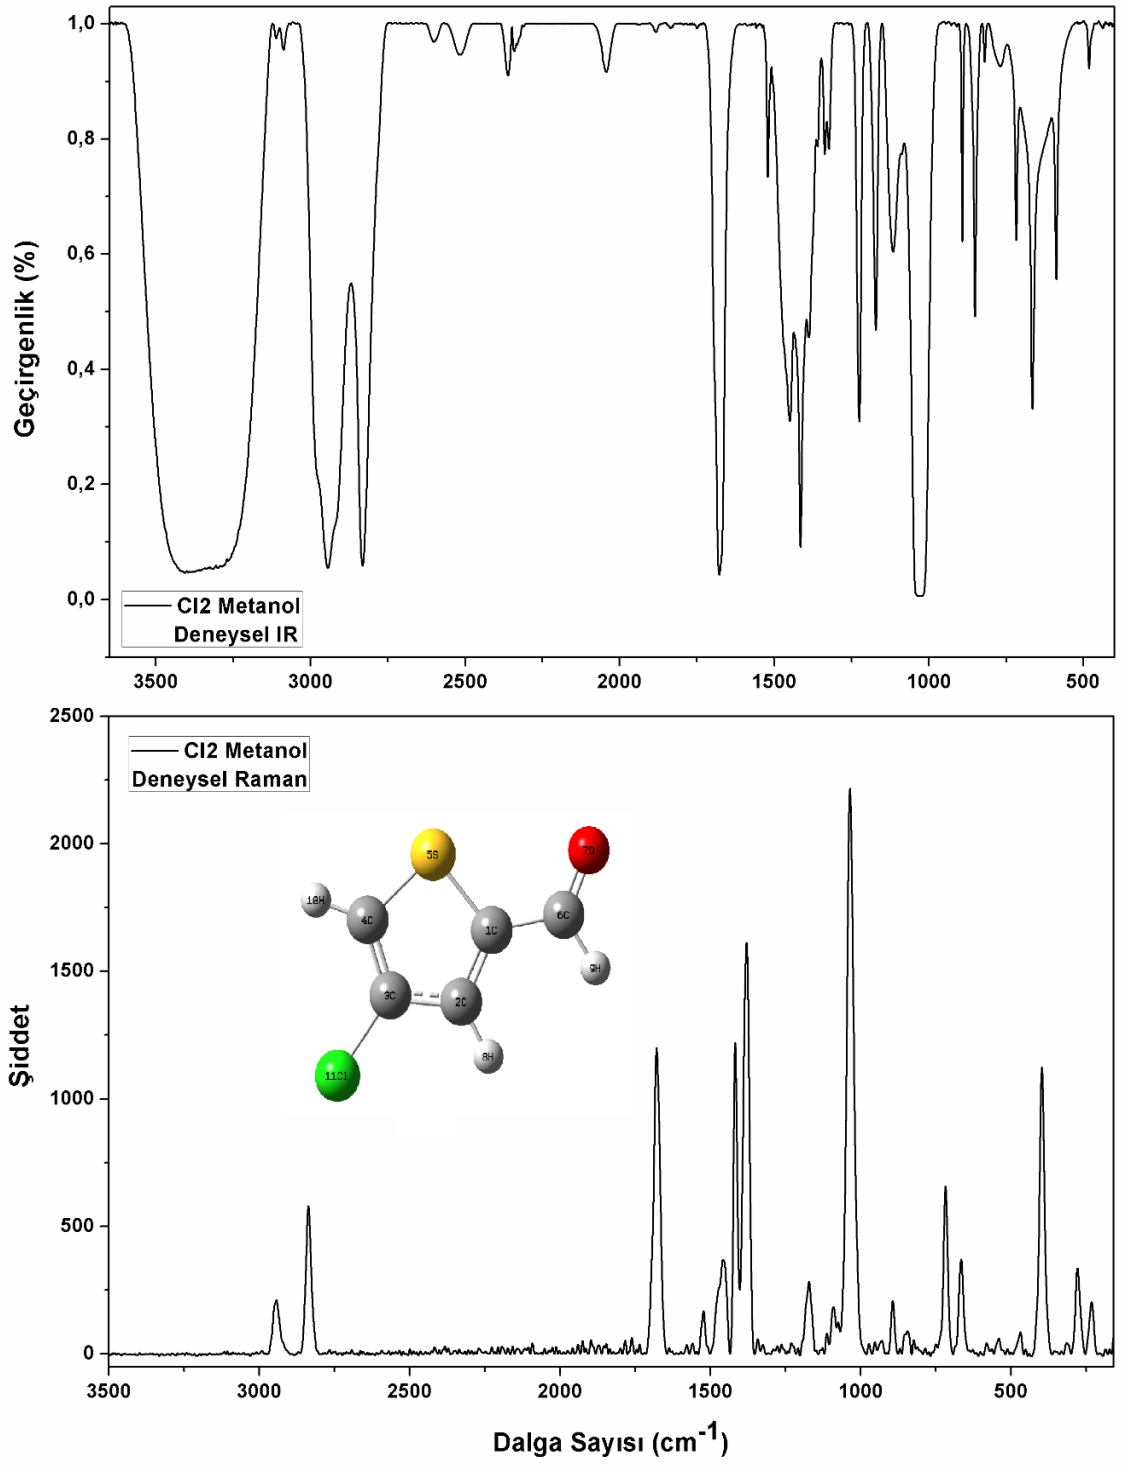 1,0
0,8
0,6
0,4
0,2
0,0
Geçirgenlik (%)
Cl2 Metanol
Deneysel IR
3500
3000
2500
2000
1500
1000
500
2500
2000
1500
1000
500
0
Şiddet
Cl2 Metanol
Deneysel Raman
5S
7O
10H
4C
1C
6C
9H
3C
2C
8H
11Cl
3500
3000
2500
2000
1500
1000
500
Dalga Sayısı (cm⁻¹)